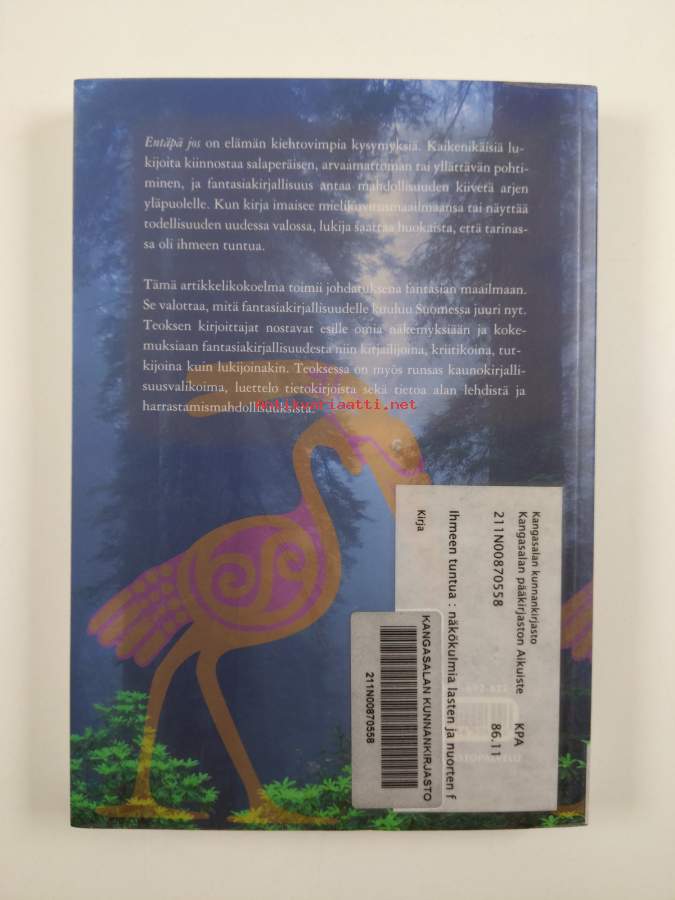 Entäpä jos on elämän kiehtovimpia kysymyksiä. Kaikenikäisiä lu-
kijoita kiinnostaa salaperäisen, arvaamattoman tai yllättävän pohti-
minen, ja fantasiakirjallisuus antaa mahdollisuuden kiivetä arjen
yläpuolelle. Kun kirja imaisee mielikuvitusmaailmaansa tai näyttää
todellisuuden uudessa valossa, lukija saattaa huokaista, että tarinas-
sa oli ihmeen tuntua.
Tämä artikkelikokoelma toimii johdatuksena fantasian maailmaan.
Se valottaa, mitä fantasiakirjallisuudelle kuuluu Suomessa juuri nyt.
Teoksen kirjoittajat nostavat esille omia näkemyksiään ja koke-
muksiaan fantasiakirjallisuudesta niin kirjailijoina, kriitikoina, tut-
kijoina kuin lukijoinakin. Teoksessa on myös runsas kaunokirjalli-
suusvalikoima, luettelo tietokirjoista sekä tietoa alan lehdistä ja
harrastamismahdollisuuksista.
Antikvariaatti.net
Kangasalan kunnankirjasto
Kangasalan pääkirjaston Aikuiste KPA
211N00870558 86.11
Ihmeen tuntua : näkökulmia lasten ja nuorten f
Kirja
KANGASALAN KUNNANKIRJASTO
211N00870558